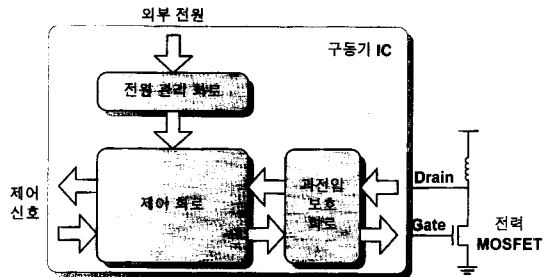 외부 전원
구동기 IC
전원 관리 회로
제어
신호
제어 회로
과전압
보호
회로
Drain
Gate
전력
MOSFET